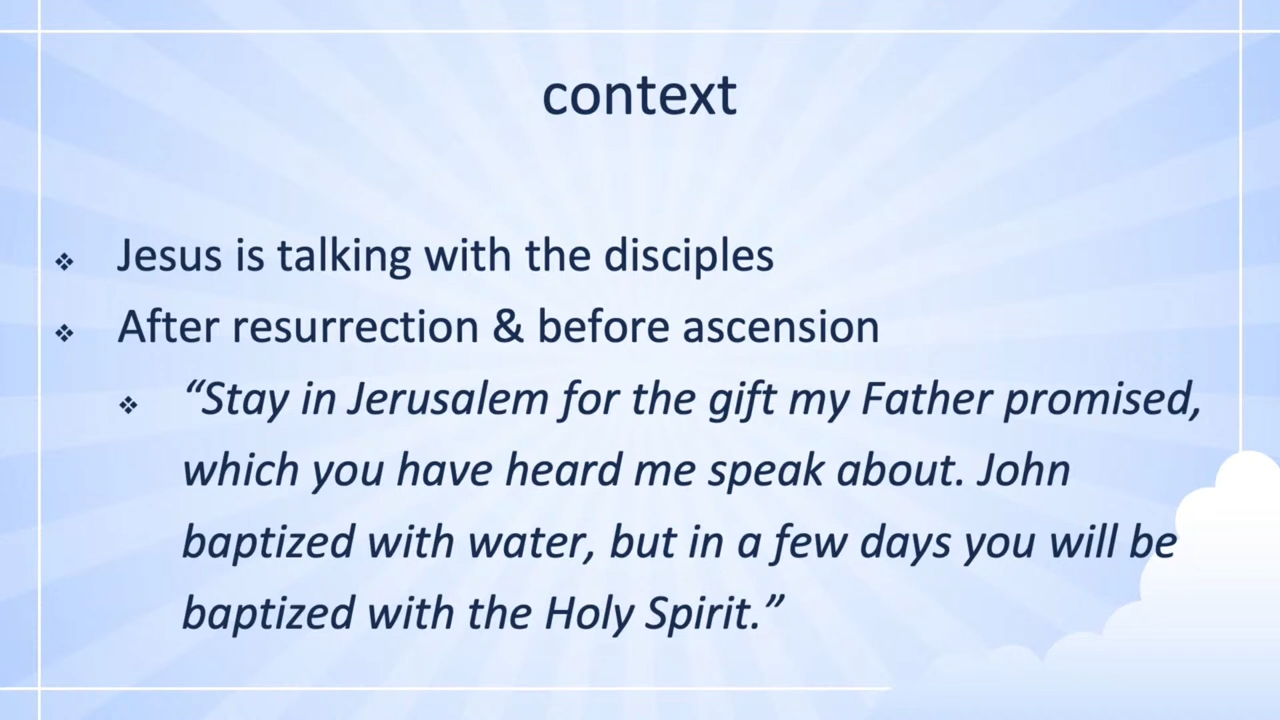 context
Jesus is talking with the disciples
After resurrection & before ascension
“Stay in Jerusalem for the gift my Father promised,
which you have heard me speak about. John
baptized with water, but in a few days you will be
baptized with the Holy Spirit.”